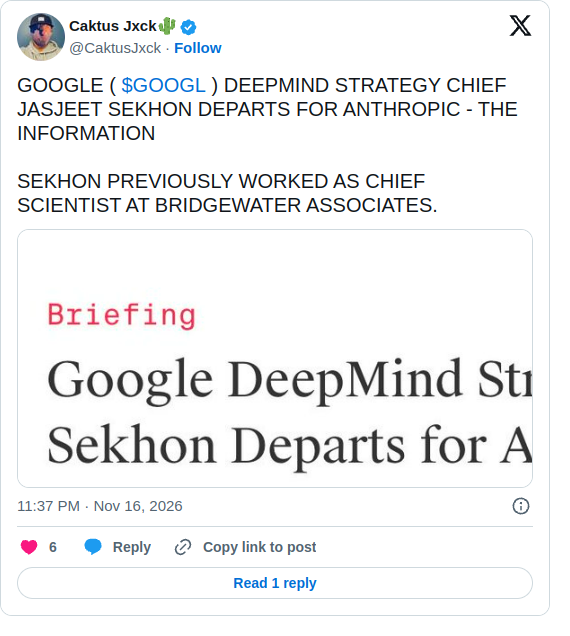 Caktus Jxck🌵
@CaktusJxck · Follow
GOOGLE ( $GOOGL ) DEEPMIND STRATEGY CHIEF
JASJEET SEKHON DEPARTS FOR ANTHROPIC - THE
INFORMATION
SEKHON PREVIOUSLY WORKED AS CHIEF
SCIENTIST AT BRIDGEWATER ASSOCIATES.
Briefing
Google DeepMind Str
Sekhon Departs for A
11:37 PM · Nov 16, 2026
6 Reply Copy link to post
Read 1 reply